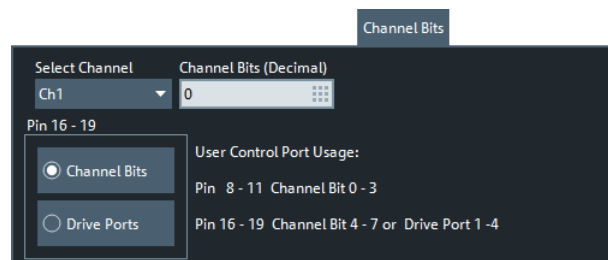 Channel Bits
Select Channel Channel Bits (Decimal)
Ch1 0
Pin 16 - 19
Channel Bits
Drive Ports
User Control Port Usage:
Pin 8 - 11 Channel Bit 0 - 3
Pin 16 - 19 Channel Bit 4 - 7 or Drive Port 1 -4